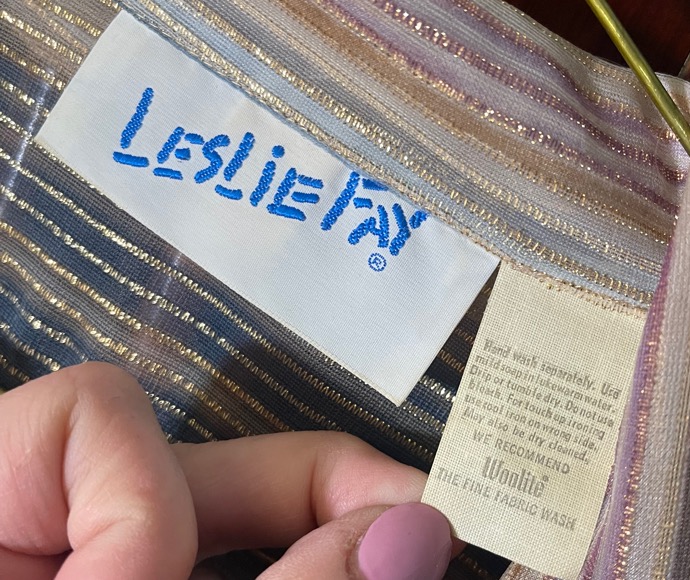 LESLIE FAY
®
Hand wash separately. Use
mild soap in lukewarm water.
Drip or tumble dry. Do not use
bleach. For touch up ironing
use cool iron on wrong side.
May also be dry cleaned.
WE RECOMMEND
Woolite®
THE FINE FABRIC WASH